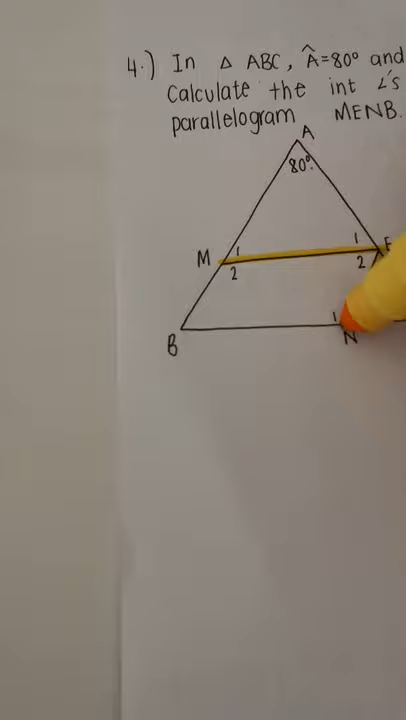 4.) In △ ABC, Â=80° and
Calculate the int ∠'s
parallelogram MENB.
A
80°
M 1 1 E
2 2
1
B N